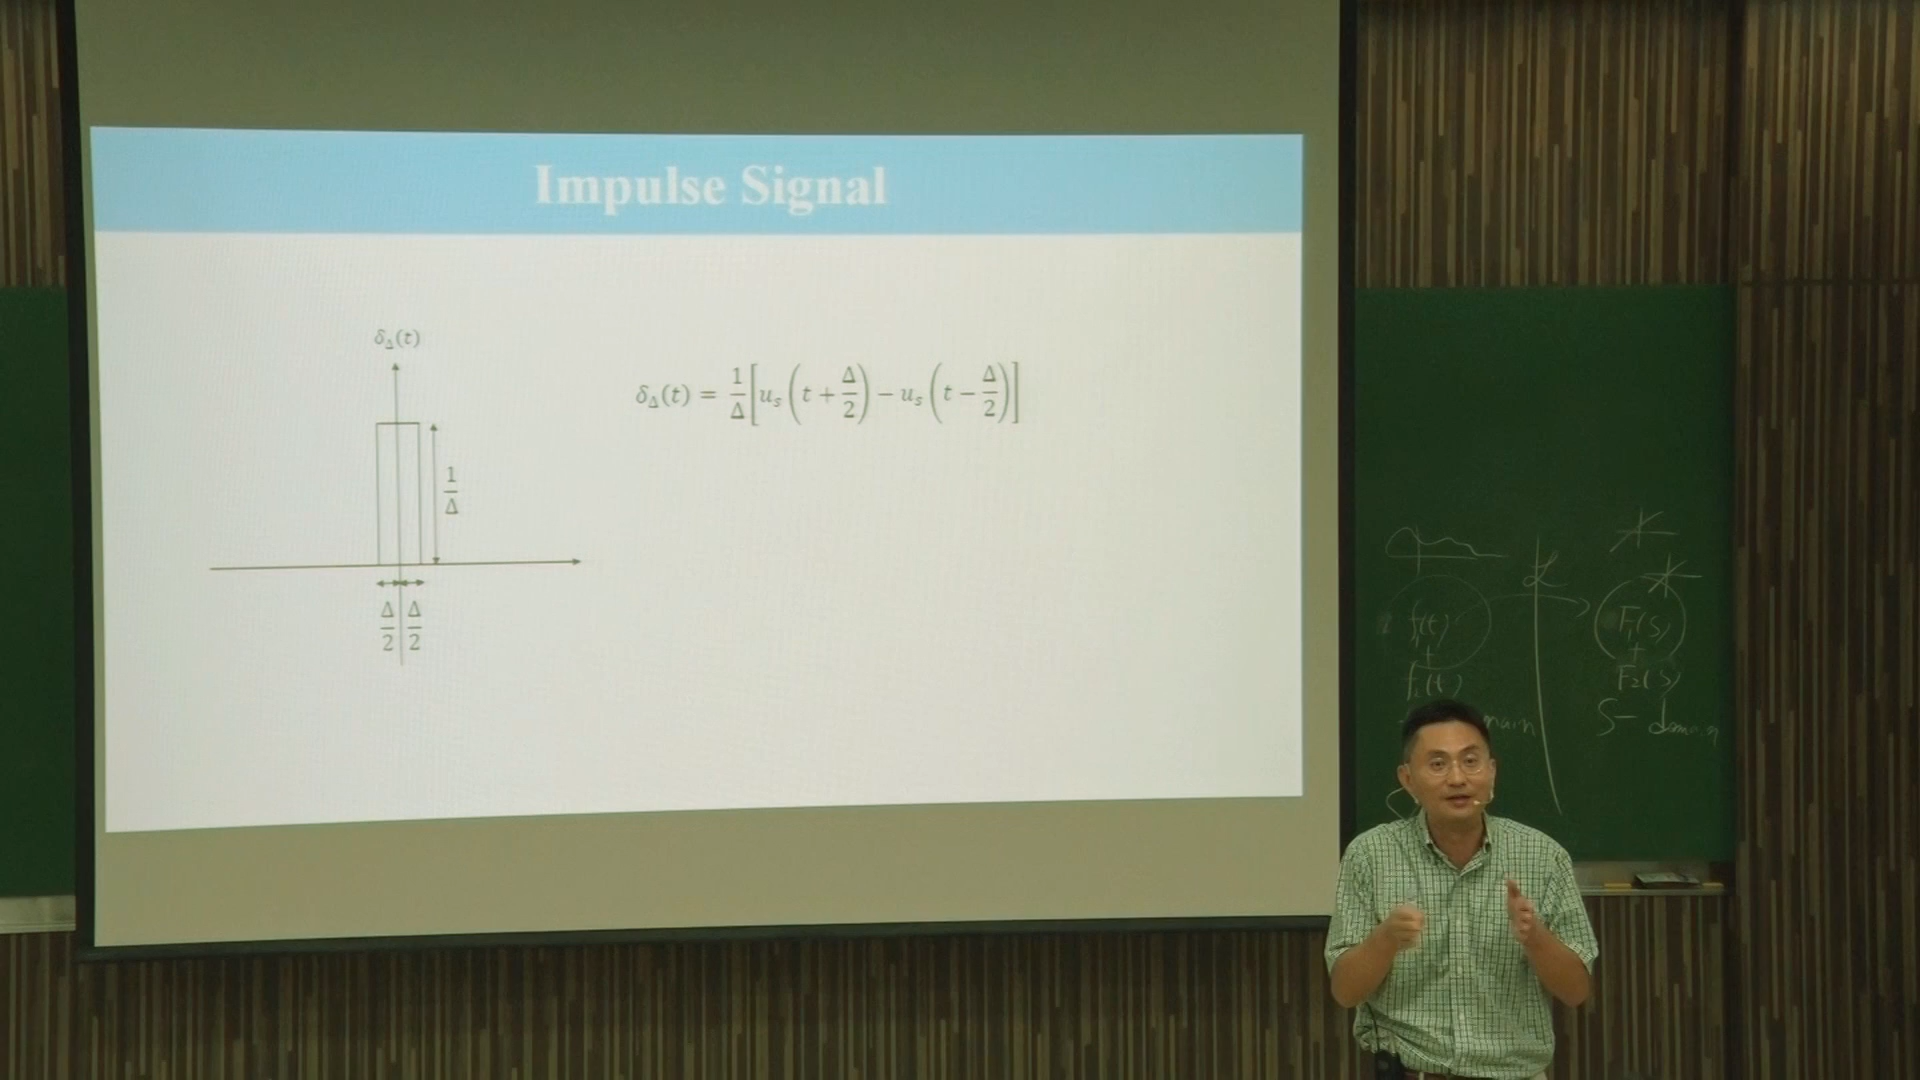 Impulse Signal
δ_Δ(t)
δ_Δ(t) = 1/Δ [u_s (t + Δ/2) − u_s (t − Δ/2)]
1/Δ
Δ/2 Δ/2
ℒ
f₁(t) F₁(s)
+ +
f₂(t) F₂(s)
S- domain